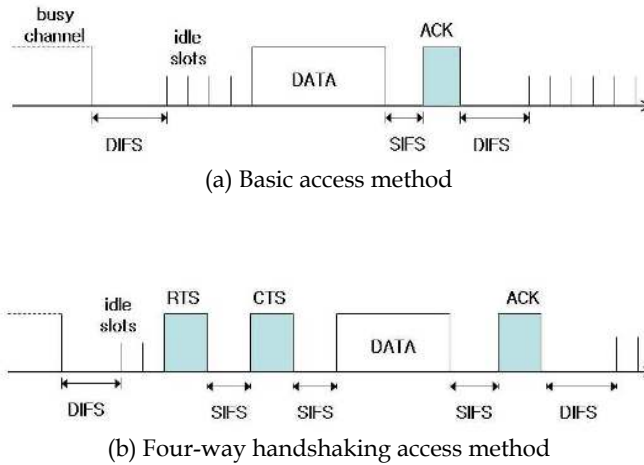 busy
channel
idle
slots
ACK
DATA
DIFS
SIFS
DIFS
(a) Basic access method
idle
slots
RTS
CTS
ACK
DATA
DIFS
SIFS
SIFS
SIFS
DIFS
(b) Four-way handshaking access method